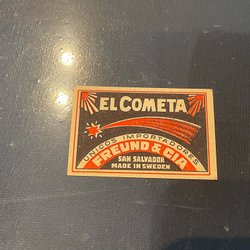 EL COMETA
UNICOS IMPORTADORES
FREUND & CIA
SAN SALVADOR
MADE IN SWEDEN